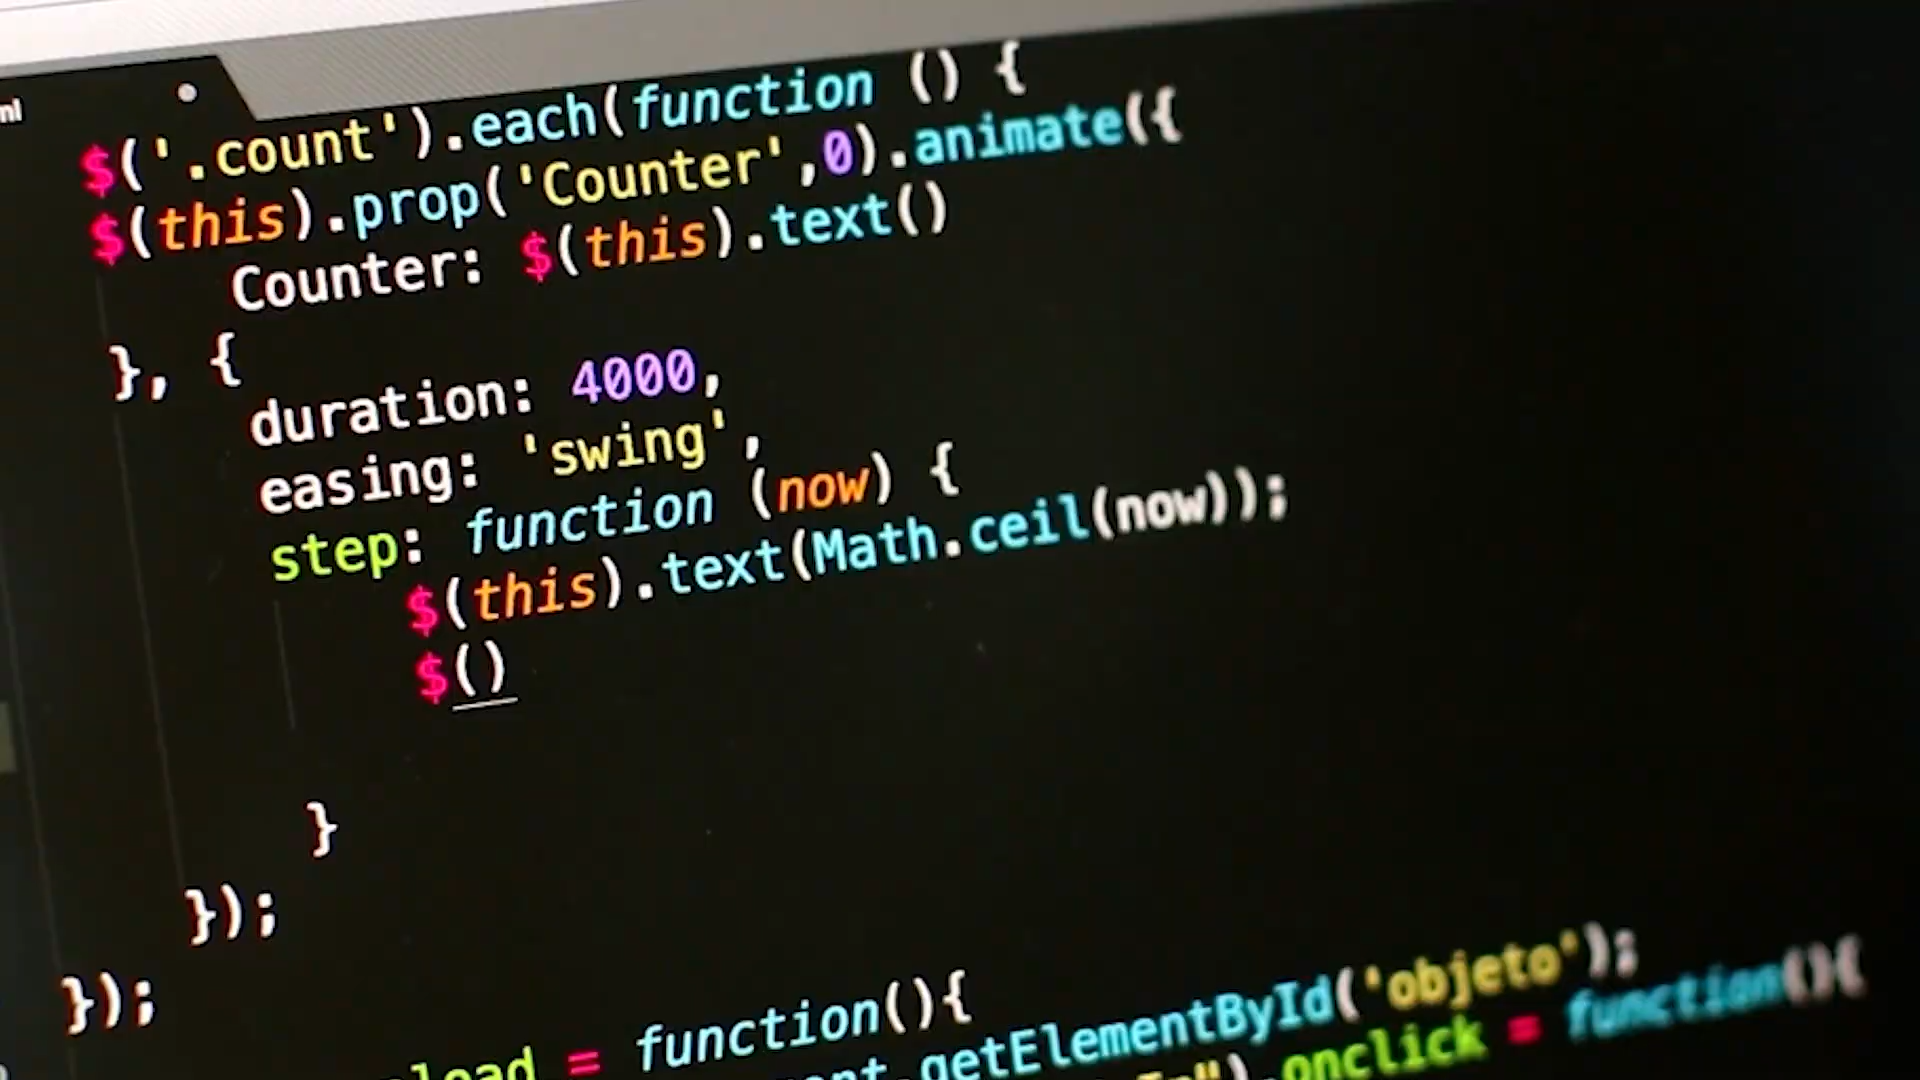 $('.count').each(function () {
$(this).prop('Counter',0).animate({
Counter: $(this).text()
}, {
duration: 4000,
easing: 'swing',
step: function (now) {
$(this).text(Math.ceil(now));
$()
}
});
});
= function(){
.getElementById('objeto');
.onclick = function(){